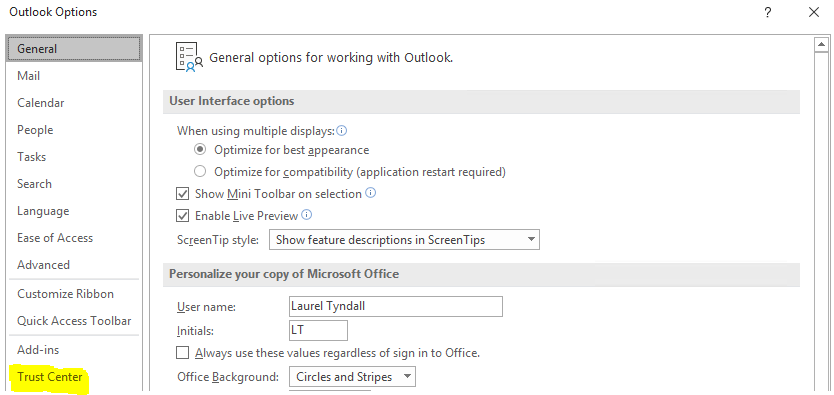 Outlook Options
?
General
Mail
Calendar
People
Tasks
Search
Language
Ease of Access
Advanced
Customize Ribbon
Quick Access Toolbar
Add-ins
Trust Center
General options for working with Outlook.
User Interface options
When using multiple displays:
Optimize for best appearance
Optimize for compatibility (application restart required)
Show Mini Toolbar on selection
Enable Live Preview
ScreenTip style: Show feature descriptions in ScreenTips
Personalize your copy of Microsoft Office
User name: Laurel Tyndall
Initials: LT
Always use these values regardless of sign in to Office.
Office Background: Circles and Stripes